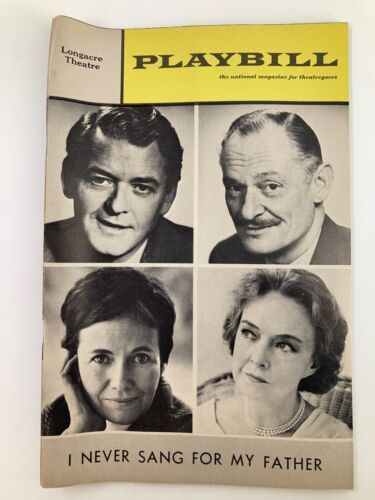 Longacre
Theatre
PLAYBILL
the national magazine for theatregoers
I NEVER SANG FOR MY FATHER